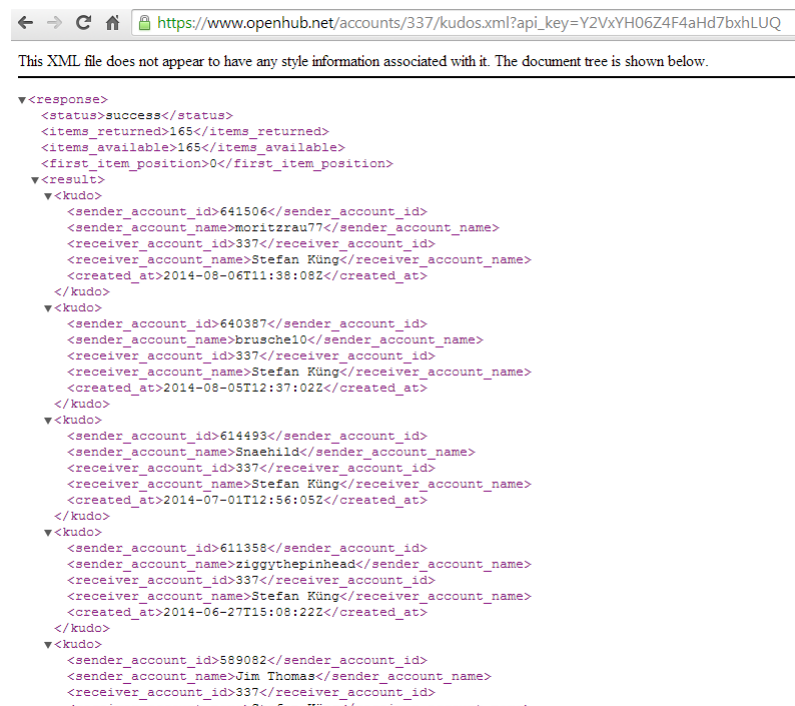 https://www.openhub.net/accounts/337/kudos.xml?api_key=Y2VxYH06Z4F4aHd7bxhLUQ
This XML file does not appear to have any style information associated with it. The document tree is shown below.
▼<response>
<status>success</status>
<items_returned>165</items_returned>
<items_available>165</items_available>
<first_item_position>0</first_item_position>
▼<result>
▼<kudo>
<sender_account_id>641506</sender_account_id>
<sender_account_name>moritzrau77</sender_account_name>
<receiver_account_id>337</receiver_account_id>
<receiver_account_name>Stefan Küng</receiver_account_name>
<created_at>2014-08-06T11:38:08Z</created_at>
</kudo>
▼<kudo>
<sender_account_id>640387</sender_account_id>
<sender_account_name>brusche10</sender_account_name>
<receiver_account_id>337</receiver_account_id>
<receiver_account_name>Stefan Küng</receiver_account_name>
<created_at>2014-08-05T12:37:02Z</created_at>
</kudo>
▼<kudo>
<sender_account_id>614493</sender_account_id>
<sender_account_name>Snaehild</sender_account_name>
<receiver_account_id>337</receiver_account_id>
<receiver_account_name>Stefan Küng</receiver_account_name>
<created_at>2014-07-01T12:56:05Z</created_at>
</kudo>
▼<kudo>
<sender_account_id>611358</sender_account_id>
<sender_account_name>ziggythepinhead</sender_account_name>
<receiver_account_id>337</receiver_account_id>
<receiver_account_name>Stefan Küng</receiver_account_name>
<created_at>2014-06-27T15:08:22Z</created_at>
</kudo>
▼<kudo>
<sender_account_id>589082</sender_account_id>
<sender_account_name>Jim Thomas</sender_account_name>
<receiver_account_id>337</receiver_account_id>